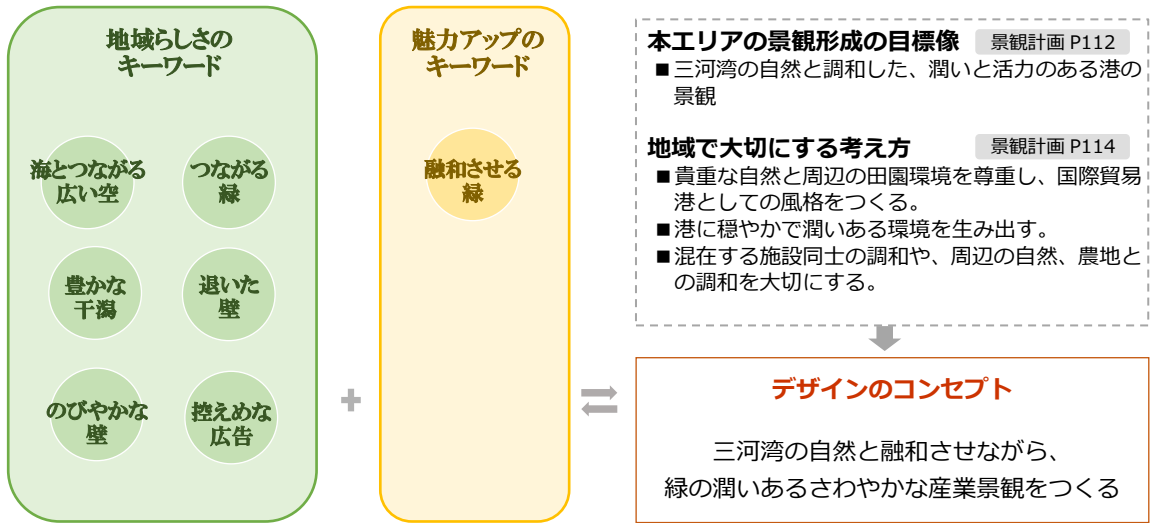 地域らしさの
キーワード
海とつながる
広い空
つながる
緑
豊かな
干潟
退いた
壁
のびやかな
壁
控えめな
広告
+
魅力アップの
キーワード
融和させる
緑
本エリアの景観形成の目標像 景観計画 P112
■三河湾の自然と調和した、潤いと活力のある港の
景観
地域で大切にする考え方 景観計画 P114
■貴重な自然と周辺の田園環境を尊重し、国際貿易
港としての風格をつくる。
■港に穏やかで潤いある環境を生み出す。
■混在する施設同士の調和や、周辺の自然、農地と
の調和を大切にする。
デザインのコンセプト
三河湾の自然と融和させながら、
緑の潤いあるさわやかな産業景観をつくる